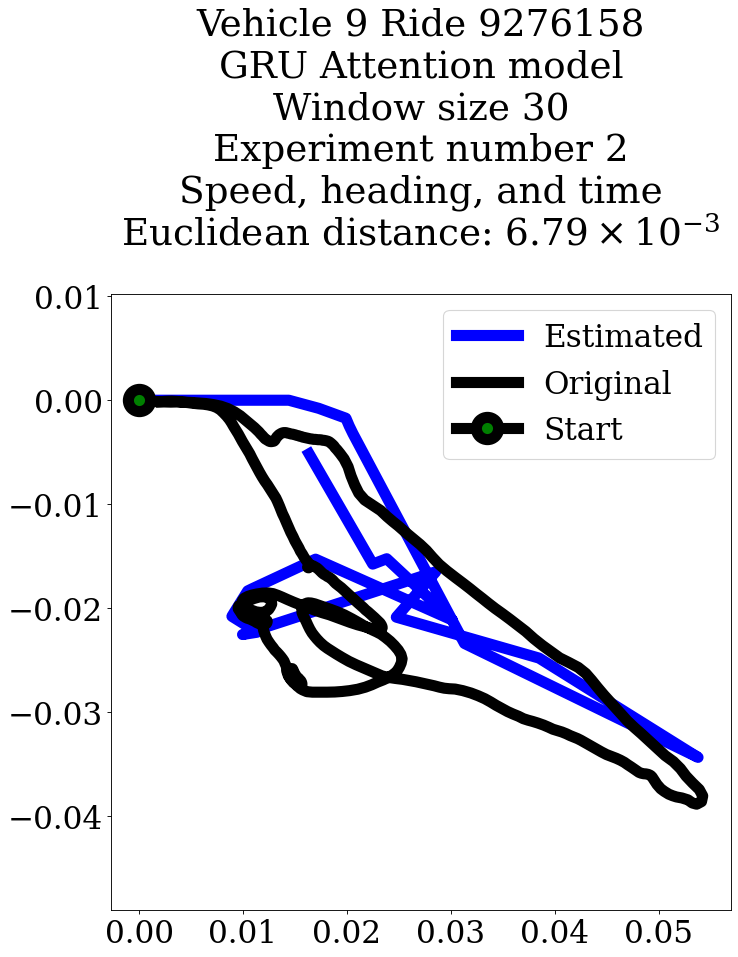 Vehicle 9 Ride 9276158
GRU Attention model
Window size 30
Experiment number 2
Speed, heading, and time
Euclidean distance: 6.79 × 10⁻³
Estimated
Original
Start
0.01
0.00
−0.01
−0.02
−0.03
−0.04
0.00 0.01 0.02 0.03 0.04 0.05